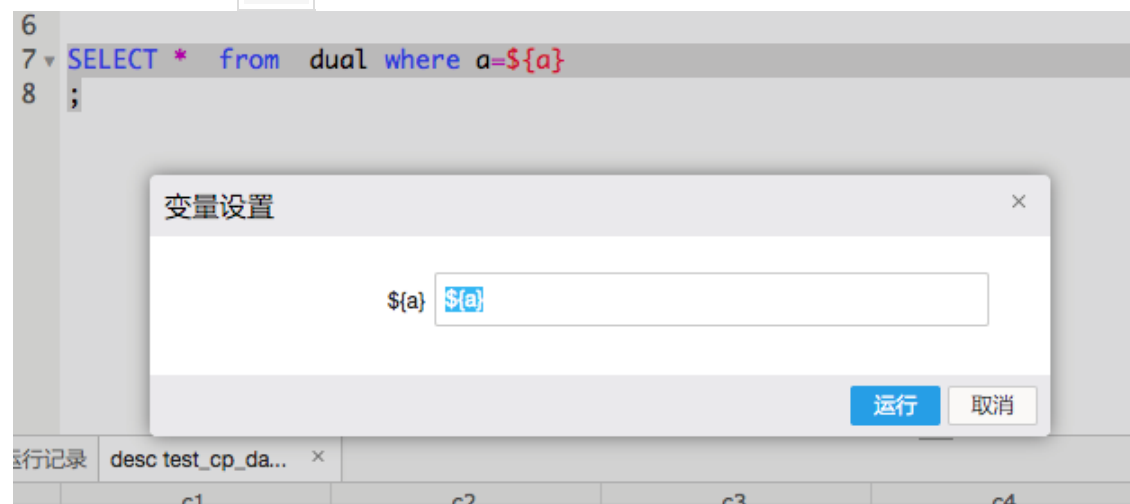 6
7 SELECT * from dual where a=${a}
8 ;
变量设置
${a} ${a}
运行 取消
运行记录 desc test_cp_da...
c1 c2 c3 c4